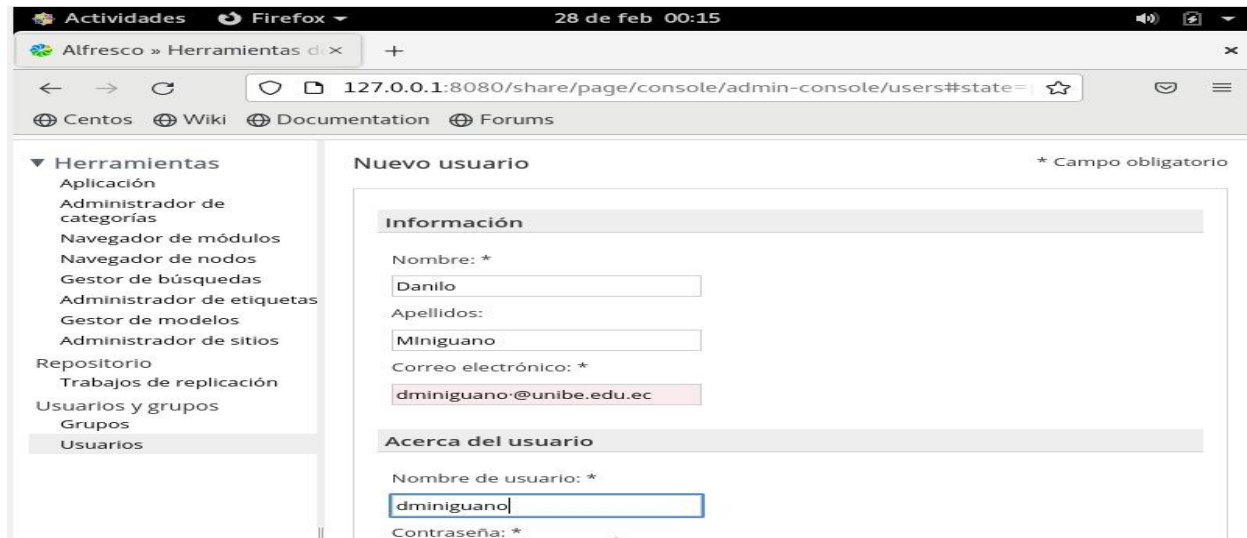 Actividades Firefox 28 de feb 00:15
Alfresco » Herramientas d
127.0.0.1:8080/share/page/console/admin-console/users#state=
Centos Wiki Documentation Forums
Herramientas
Aplicación
Administrador de
categorías
Navegador de módulos
Navegador de nodos
Gestor de búsquedas
Administrador de etiquetas
Gestor de modelos
Administrador de sitios
Repositorio
Trabajos de replicación
Usuarios y grupos
Grupos
Usuarios
Nuevo usuario * Campo obligatorio
Información
Nombre: *
Danilo
Apellidos:
MIniguano
Correo electrónico: *
dminiguano·@unibe.edu.ec
Acerca del usuario
Nombre de usuario: *
dminiguano
Contraseña: *